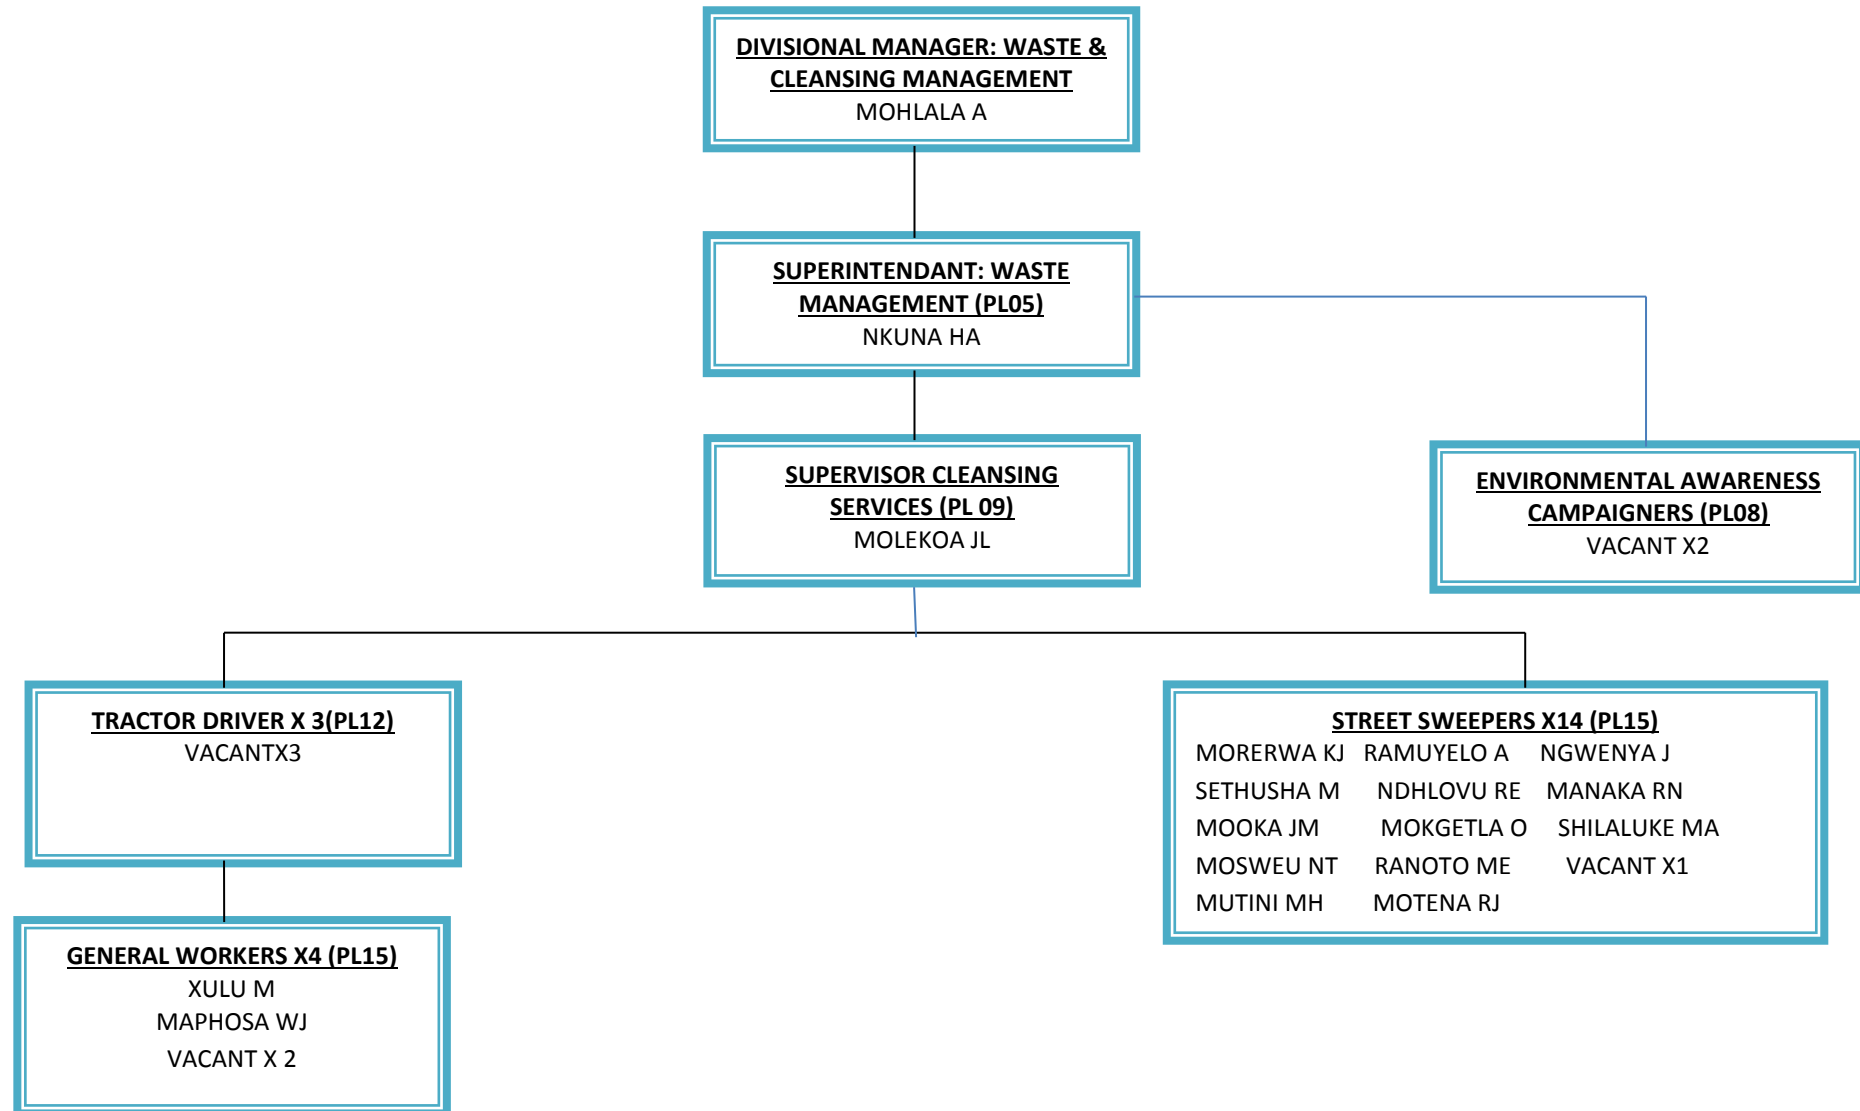 DIVISIONAL MANAGER: WASTE &
CLEANSING MANAGEMENT
MOHLALA A
SUPERINTENDANT: WASTE
MANAGEMENT (PL05)
NKUNA HA
SUPERVISOR CLEANSING
SERVICES (PL 09)
MOLEKOA JL
ENVIRONMENTAL AWARENESS
CAMPAIGNERS (PL08)
VACANT X2
TRACTOR DRIVER X 3(PL12)
VACANTX3
STREET SWEEPERS X14 (PL15)
MORERWA KJ RAMUYELO A NGWENYA J
SETHUSHA M NDHLOVU RE MANAKA RN
MOOKA JM MOKGETLA O SHILALUKE MA
MOSWEU NT RANOTO ME VACANT X1
MUTINI MH MOTENA RJ
GENERAL WORKERS X4 (PL15)
XULU M
MAPHOSA WJ
VACANT X 2